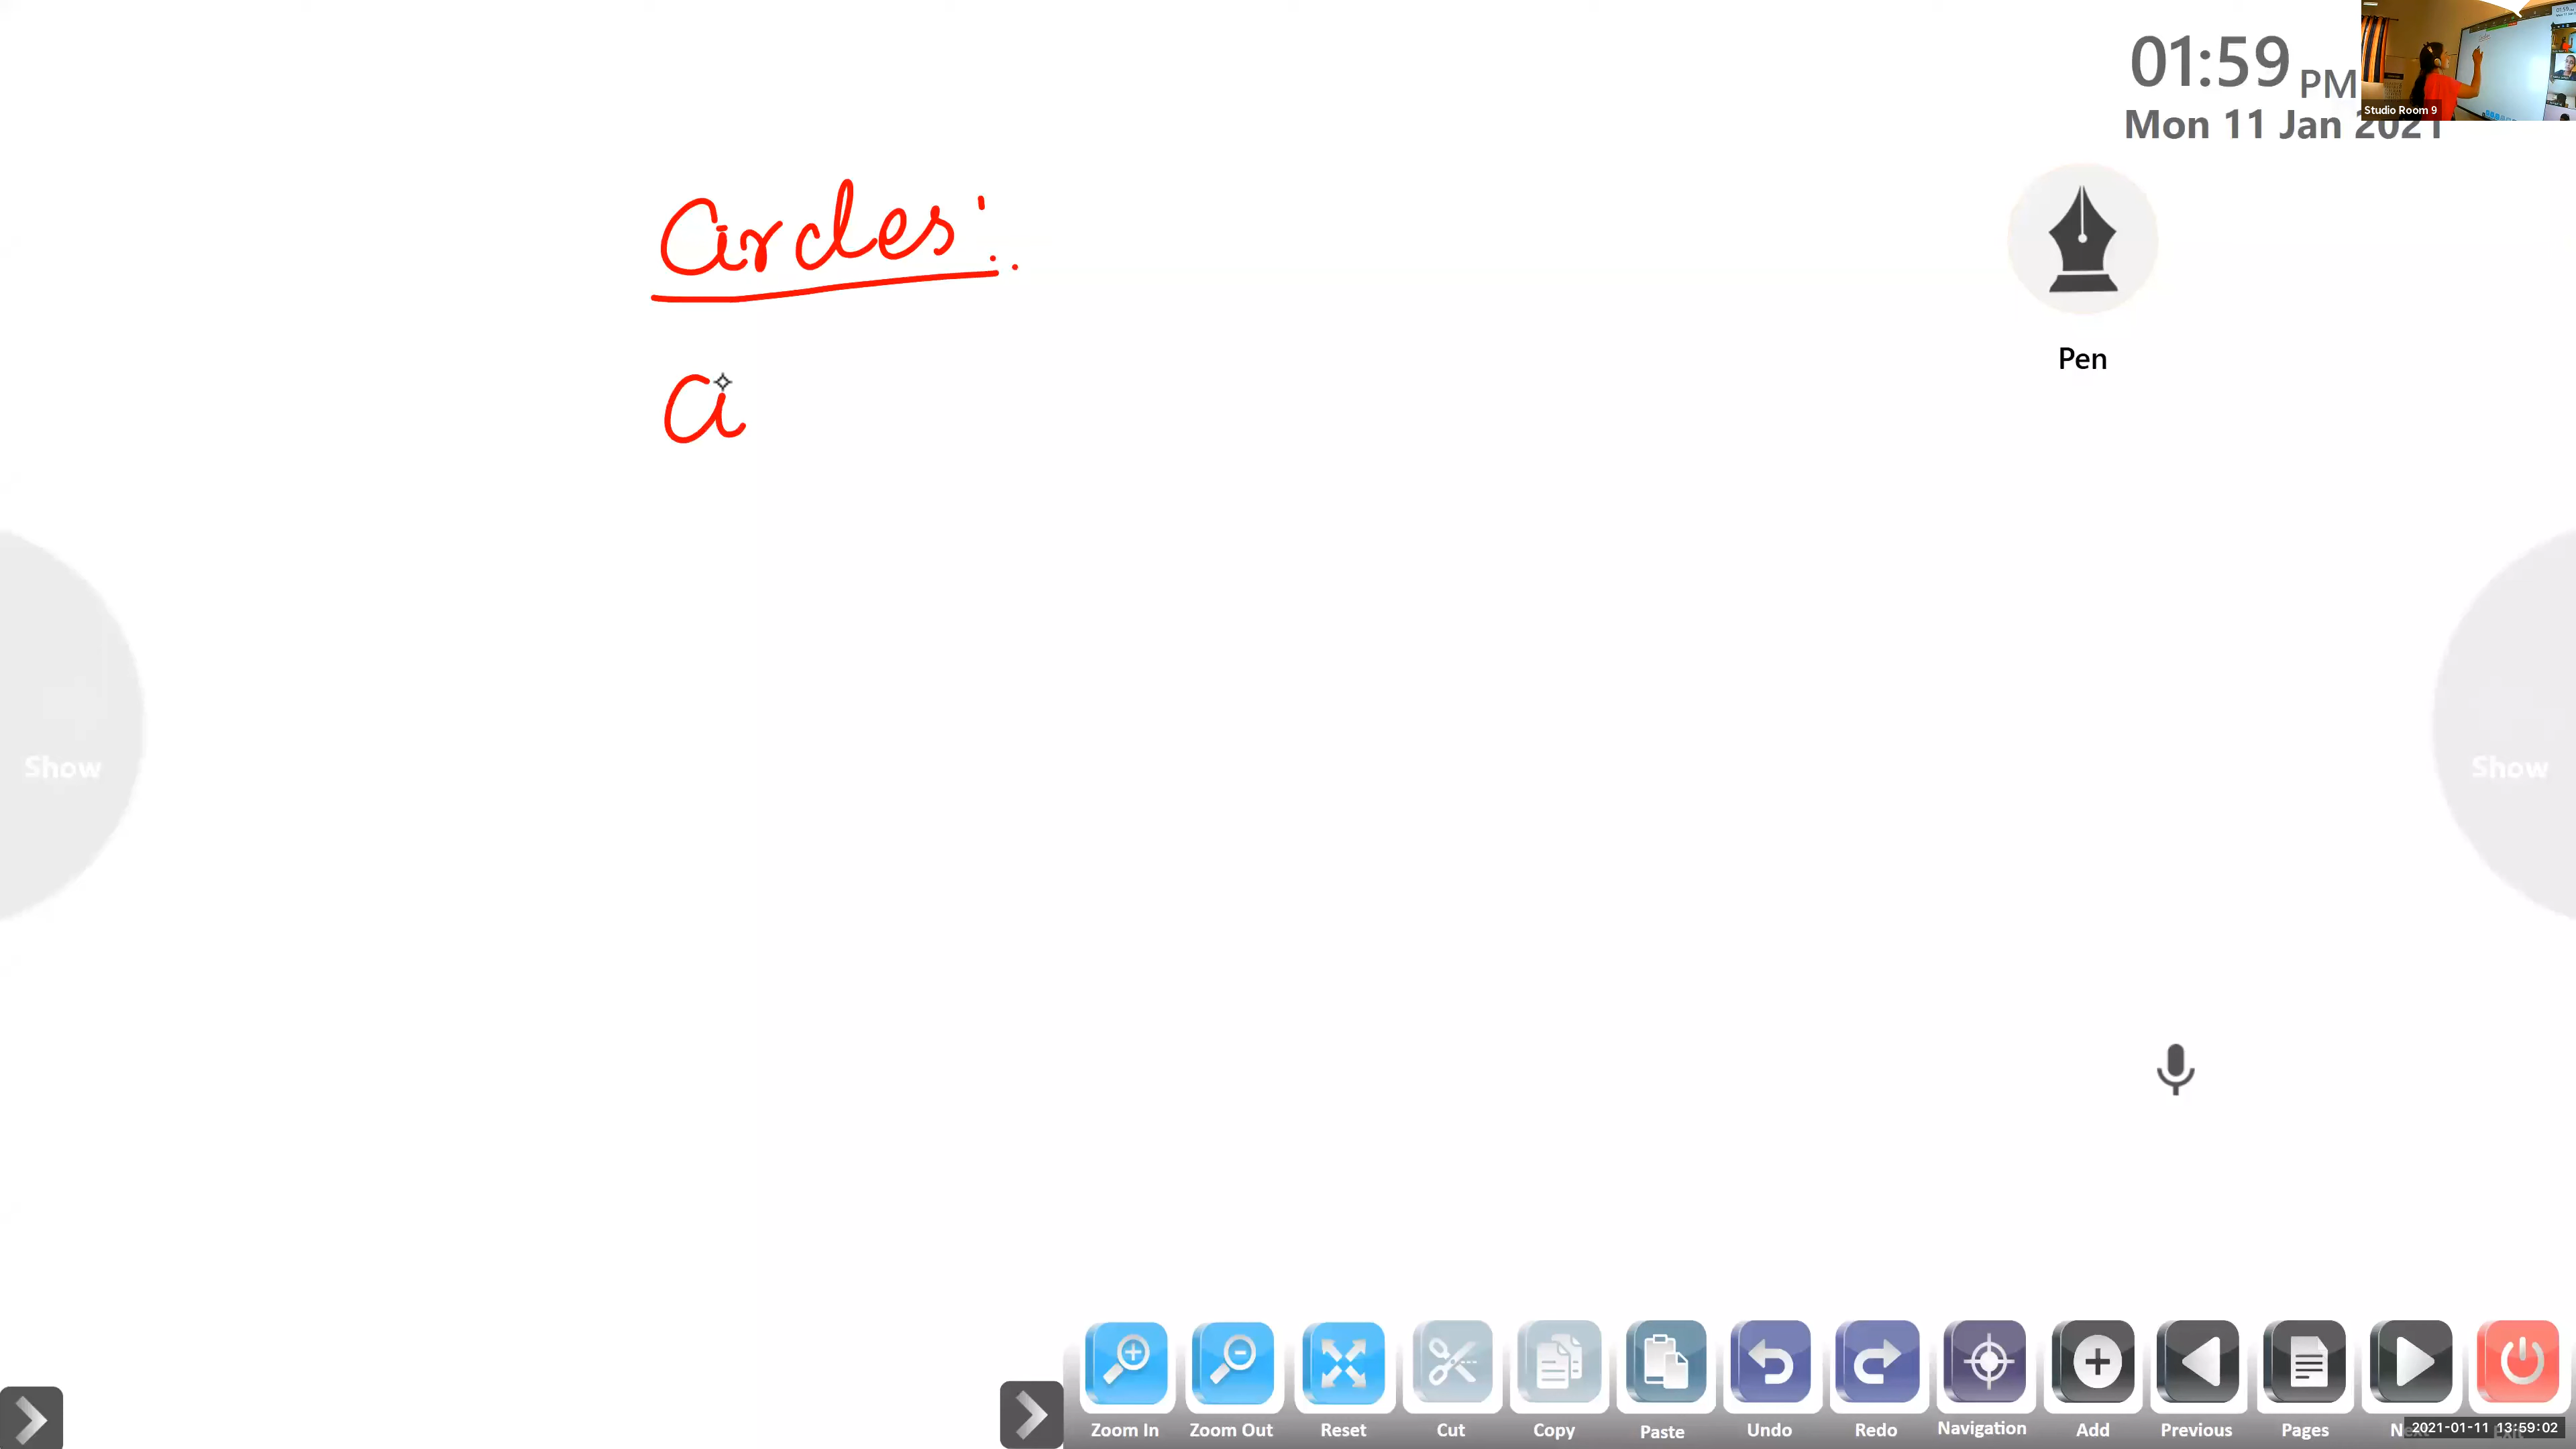 01:59 PM
Studio Room 9
Mon 11 Jan 2021
Circles:
Ci
Pen
Show
Show
Zoom In Zoom Out Reset Cut Copy Paste Undo Redo Navigation Add Previous Pages
2021-01-11 13:59:02